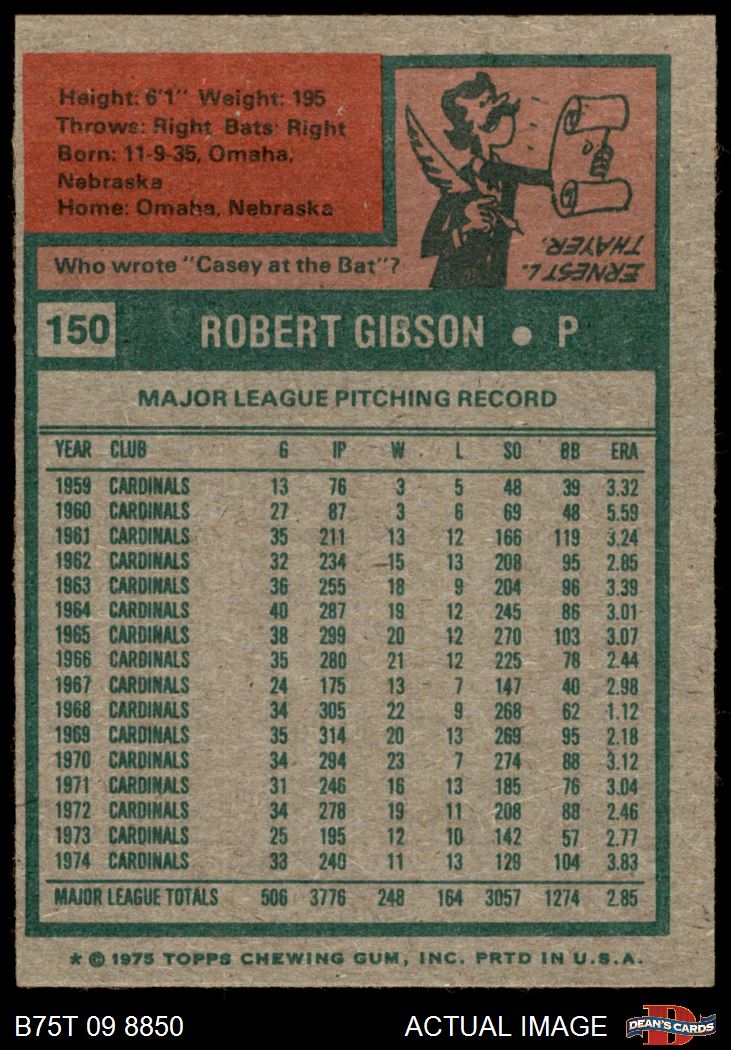 Height: 6'1" Weight: 195
Throws: Right Bats: Right
Born: 11-9-35, Omaha,
Nebraska
Home: Omaha, Nebraska
Who wrote "Casey at the Bat"?
ERNEST L.
THAYER.
150 ROBERT GIBSON • P
MAJOR LEAGUE PITCHING RECORD
YEAR CLUB G IP W L SO BB ERA
1959 CARDINALS 13 76 3 5 48 39 3.32
1960 CARDINALS 27 87 3 6 69 48 5.59
1961 CARDINALS 35 211 13 12 166 119 3.24
1962 CARDINALS 32 234 15 13 208 95 2.85
1963 CARDINALS 36 255 18 9 204 96 3.39
1964 CARDINALS 40 287 19 12 245 86 3.01
1965 CARDINALS 38 299 20 12 270 103 3.07
1966 CARDINALS 35 280 21 12 225 78 2.44
1967 CARDINALS 24 175 13 7 147 40 2.98
1968 CARDINALS 34 305 22 9 268 62 1.12
1969 CARDINALS 35 314 20 13 269 95 2.18
1970 CARDINALS 34 294 23 7 274 88 3.12
1971 CARDINALS 31 246 16 13 185 76 3.04
1972 CARDINALS 34 278 19 11 208 88 2.46
1973 CARDINALS 25 195 12 10 142 57 2.77
1974 CARDINALS 33 240 11 13 129 104 3.83
MAJOR LEAGUE TOTALS 506 3776 248 164 3057 1274 2.85
* © 1975 TOPPS CHEWING GUM, INC. PRTD IN U.S.A.
B75T 09 8850 ACTUAL IMAGE D DEAN'S CARDS